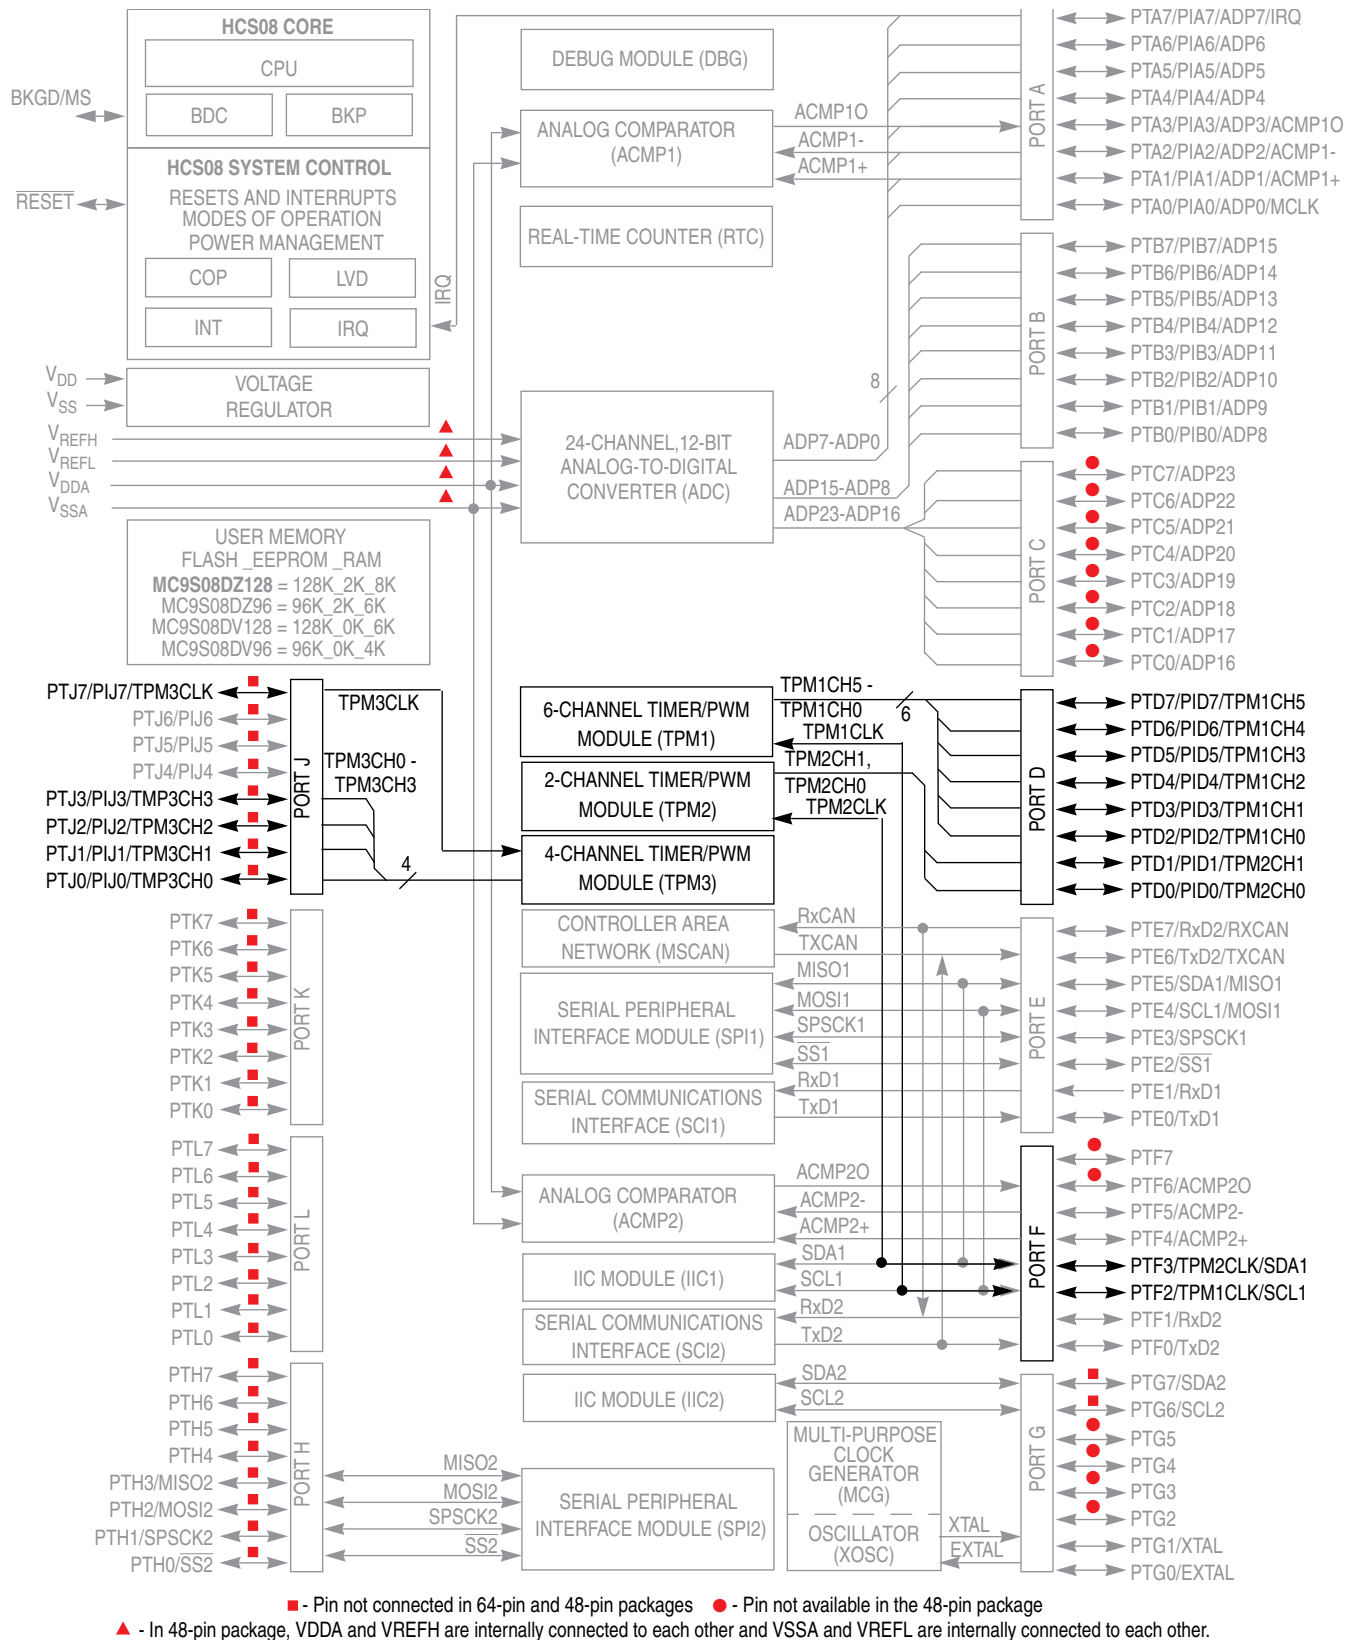 HCS08 CORE
CPU
BDC
BKP
BKGD/MS
HCS08 SYSTEM CONTROL
RESETS AND INTERRUPTS
MODES OF OPERATION
POWER MANAGEMENT
RESET
COP
LVD
INT
IRQ
IRQ
VDD
VSS
VOLTAGE
REGULATOR
VREFH
VREFL
VDDA
VSSA
USER MEMORY
FLASH _EEPROM _RAM
MC9S08DZ128 = 128K_2K_8K
MC9S08DZ96 = 96K_2K_6K
MC9S08DV128 = 128K_0K_6K
MC9S08DV96 = 96K_0K_4K
DEBUG MODULE (DBG)
ANALOG COMPARATOR
(ACMP1)
ACMP1O
ACMP1-
ACMP1+
REAL-TIME COUNTER (RTC)
24-CHANNEL,12-BIT
ANALOG-TO-DIGITAL
CONVERTER (ADC)
8
ADP7-ADP0
ADP15-ADP8
ADP23-ADP16
PORT A
PTA7/PIA7/ADP7/IRQ
PTA6/PIA6/ADP6
PTA5/PIA5/ADP5
PTA4/PIA4/ADP4
PTA3/PIA3/ADP3/ACMP1O
PTA2/PIA2/ADP2/ACMP1-
PTA1/PIA1/ADP1/ACMP1+
PTA0/PIA0/ADP0/MCLK
PORT B
PTB7/PIB7/ADP15
PTB6/PIB6/ADP14
PTB5/PIB5/ADP13
PTB4/PIB4/ADP12
PTB3/PIB3/ADP11
PTB2/PIB2/ADP10
PTB1/PIB1/ADP9
PTB0/PIB0/ADP8
PORT C
PTC7/ADP23
PTC6/ADP22
PTC5/ADP21
PTC4/ADP20
PTC3/ADP19
PTC2/ADP18
PTC1/ADP17
PTC0/ADP16
PTJ7/PIJ7/TPM3CLK
PTJ6/PIJ6
PTJ5/PIJ5
PTJ4/PIJ4
PTJ3/PIJ3/TMP3CH3
PTJ2/PIJ2/TPM3CH2
PTJ1/PIJ1/TPM3CH1
PTJ0/PIJ0/TMP3CH0
PORT J
TPM3CLK
TPM3CH0 -
TPM3CH3
4
6-CHANNEL TIMER/PWM
MODULE (TPM1)
2-CHANNEL TIMER/PWM
MODULE (TPM2)
4-CHANNEL TIMER/PWM
MODULE (TPM3)
TPM1CH5 -
TPM1CH0
6
TPM1CLK
TPM2CH1,
TPM2CH0
TPM2CLK
PORT D
PTD7/PID7/TPM1CH5
PTD6/PID6/TPM1CH4
PTD5/PID5/TPM1CH3
PTD4/PID4/TPM1CH2
PTD3/PID3/TPM1CH1
PTD2/PID2/TPM1CH0
PTD1/PID1/TPM2CH1
PTD0/PID0/TPM2CH0
PTK7
PTK6
PTK5
PTK4
PTK3
PTK2
PTK1
PTK0
PORT K
CONTROLLER AREA
NETWORK (MSCAN)
RxCAN
TXCAN
SERIAL PERIPHERAL
INTERFACE MODULE (SPI1)
MISO1
MOSI1
SPSCK1
SS1
SERIAL COMMUNICATIONS
INTERFACE (SCI1)
RxD1
TxD1
PORT E
PTE7/RxD2/RXCAN
PTE6/TxD2/TXCAN
PTE5/SDA1/MISO1
PTE4/SCL1/MOSI1
PTE3/SPSCK1
PTE2/SS1
PTE1/RxD1
PTE0/TxD1
PTL7
PTL6
PTL5
PTL4
PTL3
PTL2
PTL1
PTL0
PORT L
ANALOG COMPARATOR
(ACMP2)
ACMP2O
ACMP2-
ACMP2+
IIC MODULE (IIC1)
SDA1
SCL1
SERIAL COMMUNICATIONS
INTERFACE (SCI2)
RxD2
TxD2
PORT F
PTF7
PTF6/ACMP2O
PTF5/ACMP2-
PTF4/ACMP2+
PTF3/TPM2CLK/SDA1
PTF2/TPM1CLK/SCL1
PTF1/RxD2
PTF0/TxD2
PTH7
PTH6
PTH5
PTH4
PTH3/MISO2
PTH2/MOSI2
PTH1/SPSCK2
PTH0/SS2
PORT H
MISO2
MOSI2
SPSCK2
SS2
IIC MODULE (IIC2)
SDA2
SCL2
SERIAL PERIPHERAL
INTERFACE MODULE (SPI2)
MULTI-PURPOSE
CLOCK
GENERATOR
(MCG)
OSCILLATOR
(XOSC)
XTAL
EXTAL
PORT G
PTG7/SDA2
PTG6/SCL2
PTG5
PTG4
PTG3
PTG2
PTG1/XTAL
PTG0/EXTAL
- Pin not connected in 64-pin and 48-pin packages - Pin not available in the 48-pin package
- In 48-pin package, VDDA and VREFH are internally connected to each other and VSSA and VREFL are internally connected to each other.